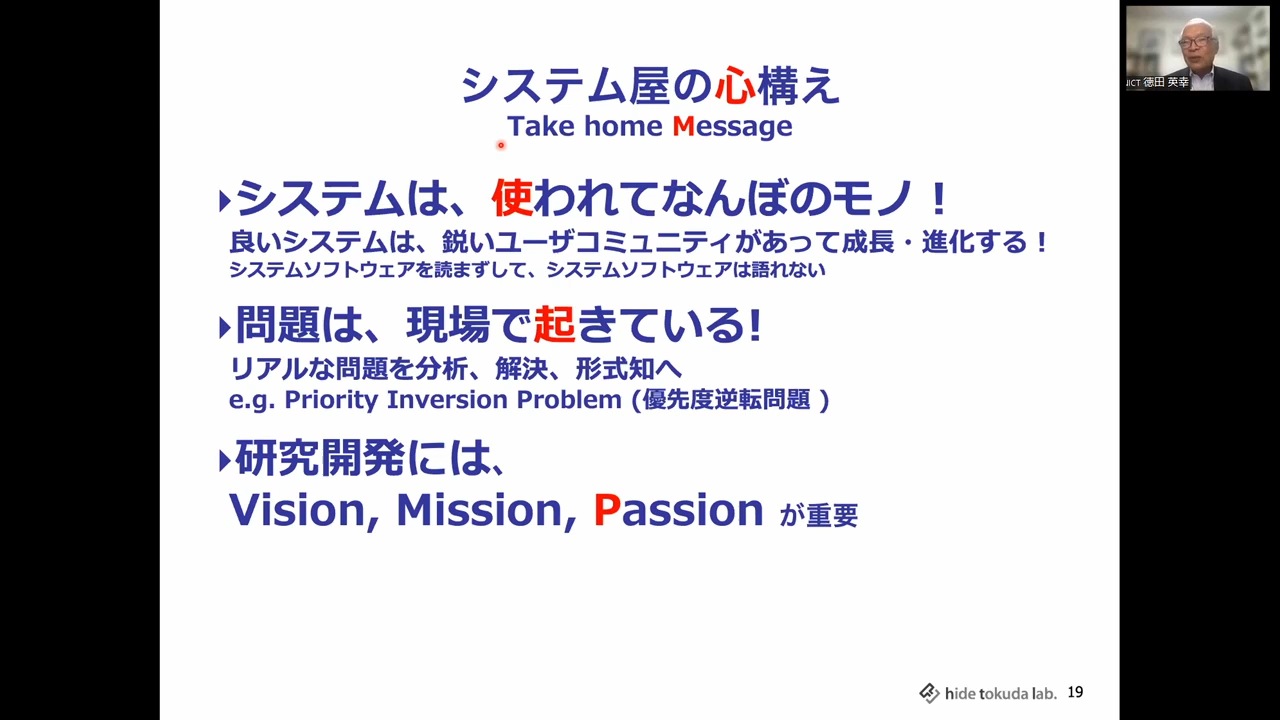 システム屋の心構え
Take home Message
システムは、使われてなんぼのモノ！
良いシステムは、鋭いユーザコミュニティがあって成長・進化する！
システムソフトウェアを読まずして、システムソフトウェアは語れない
問題は、現場で起きている!
リアルな問題を分析、解決、形式知へ
e.g. Priority Inversion Problem (優先度逆転問題 )
研究開発には、
Vision, Mission, Passion が重要
hide tokuda lab. 19
NICT 徳田 英幸